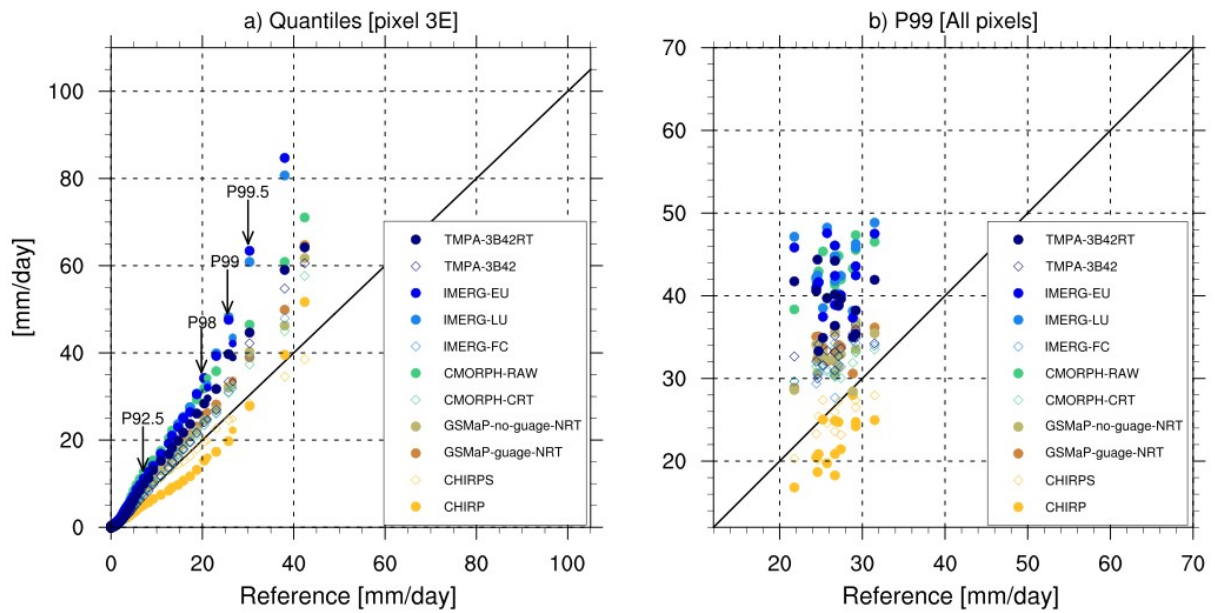 a) Quantiles [pixel 3E]
100
80
60
40
20
0
[mm/day]
P99.5
P99
P98
P92.5
TMPA-3B42RT
TMPA-3B42
IMERG-EU
IMERG-LU
IMERG-FC
CMORPH-RAW
CMORPH-CRT
GSMaP-no-guage-NRT
GSMaP-guage-NRT
CHIRPS
CHIRP
0 20 40 60 80 100
Reference [mm/day]
b) P99 [All pixels]
70
60
50
40
30
20
TMPA-3B42RT
TMPA-3B42
IMERG-EU
IMERG-LU
IMERG-FC
CMORPH-RAW
CMORPH-CRT
GSMaP-no-guage-NRT
GSMaP-guage-NRT
CHIRPS
CHIRP
20 30 40 50 60 70
Reference [mm/day]